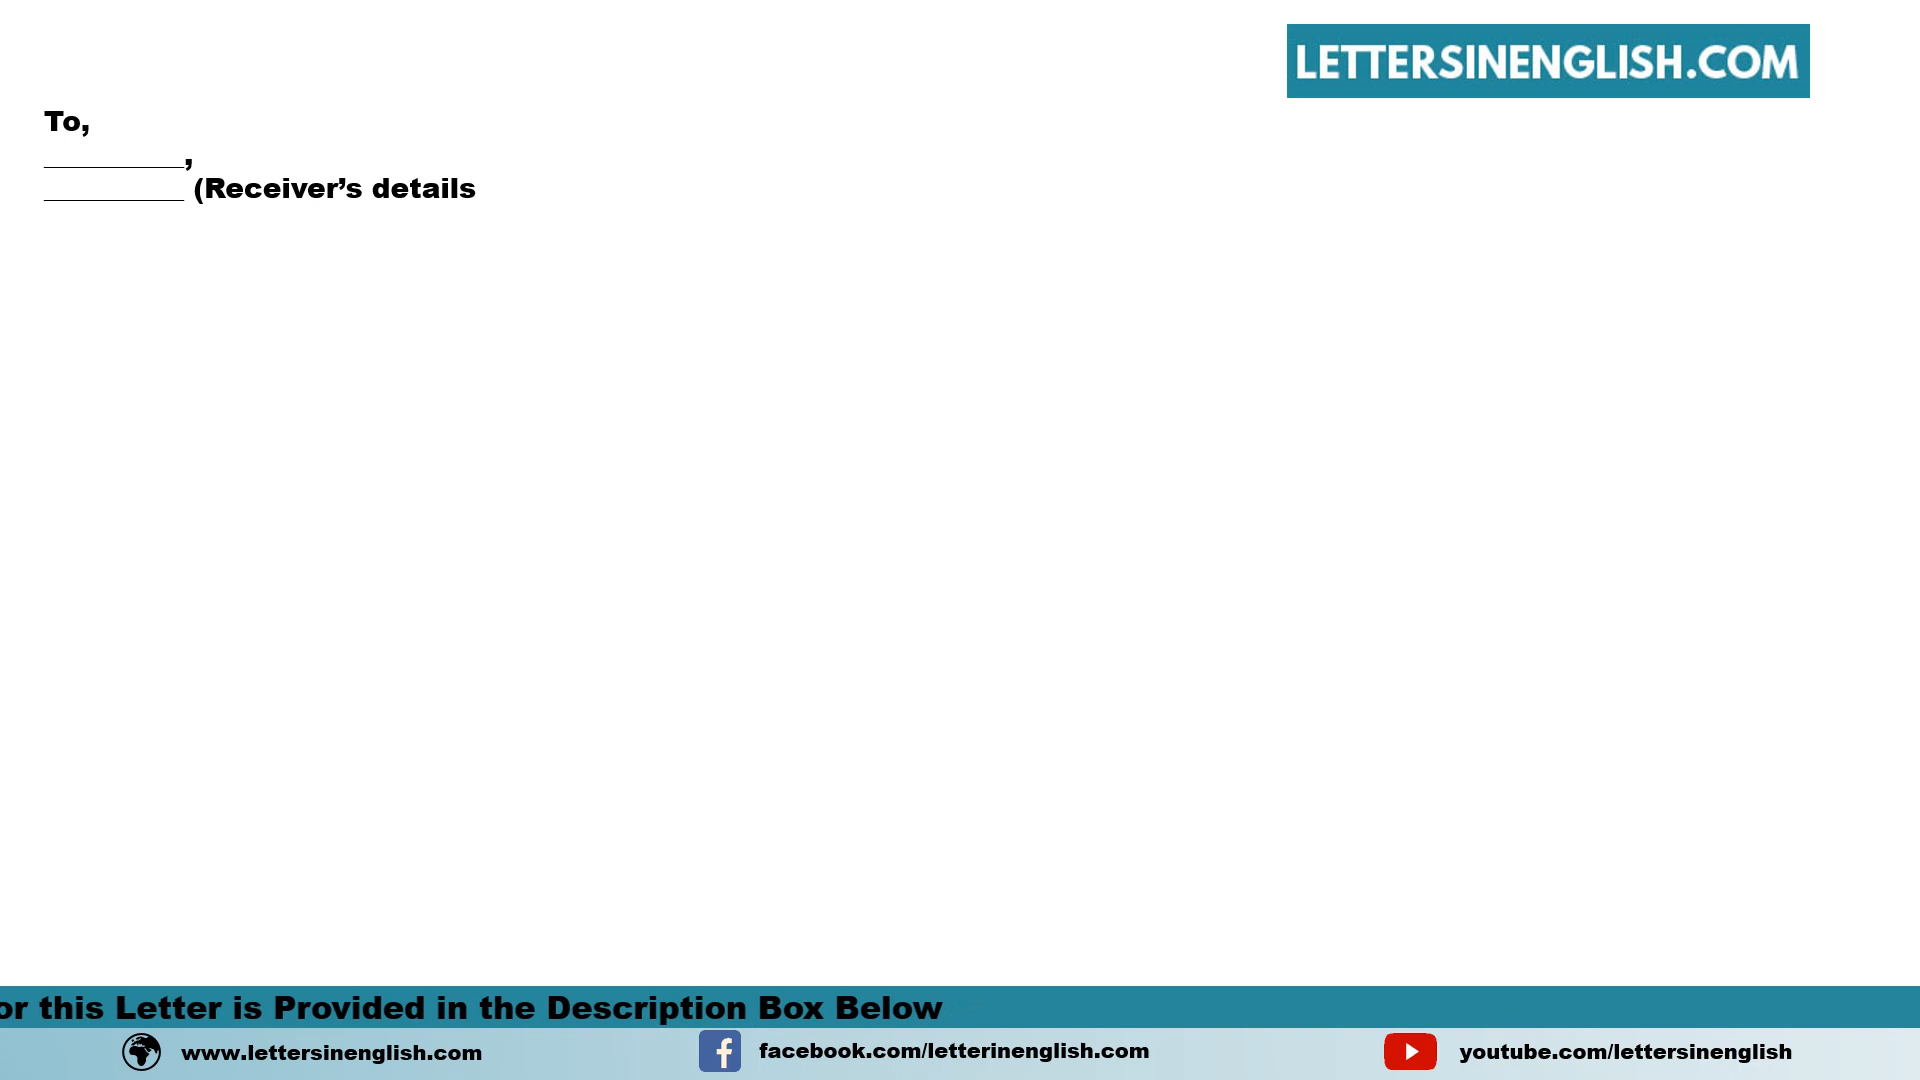 LETTERSINENGLISH.COM
To,
__________,
__________ (Receiver’s details
or this Letter is Provided in the Description Box Below
www.lettersinenglish.com
facebook.com/letterinenglish.com
youtube.com/lettersinenglish